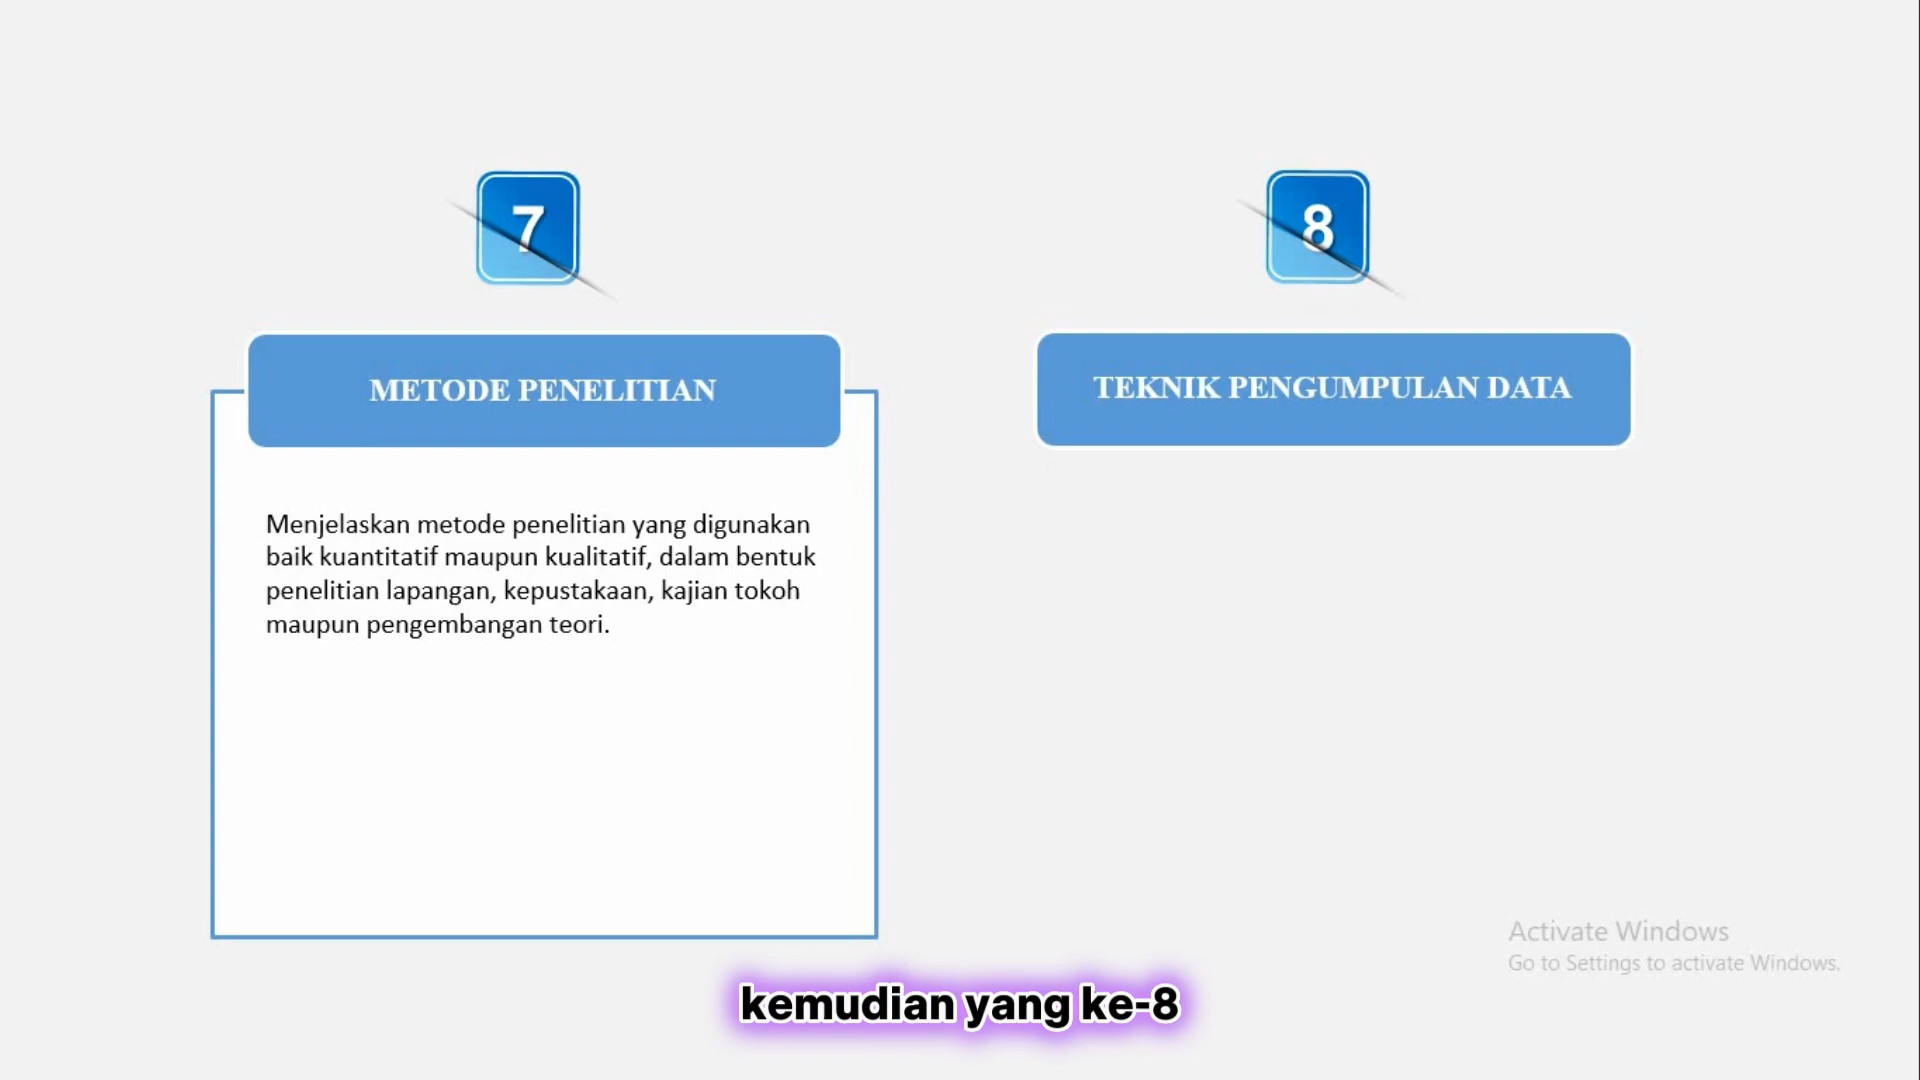 7
METODE PENELITIAN
Menjelaskan metode penelitian yang digunakan
baik kuantitatif maupun kualitatif, dalam bentuk
penelitian lapangan, kepustakaan, kajian tokoh
maupun pengembangan teori.
8
TEKNIK PENGUMPULAN DATA
Activate Windows
Go to Settings to activate Windows.
kemudian yang ke-8